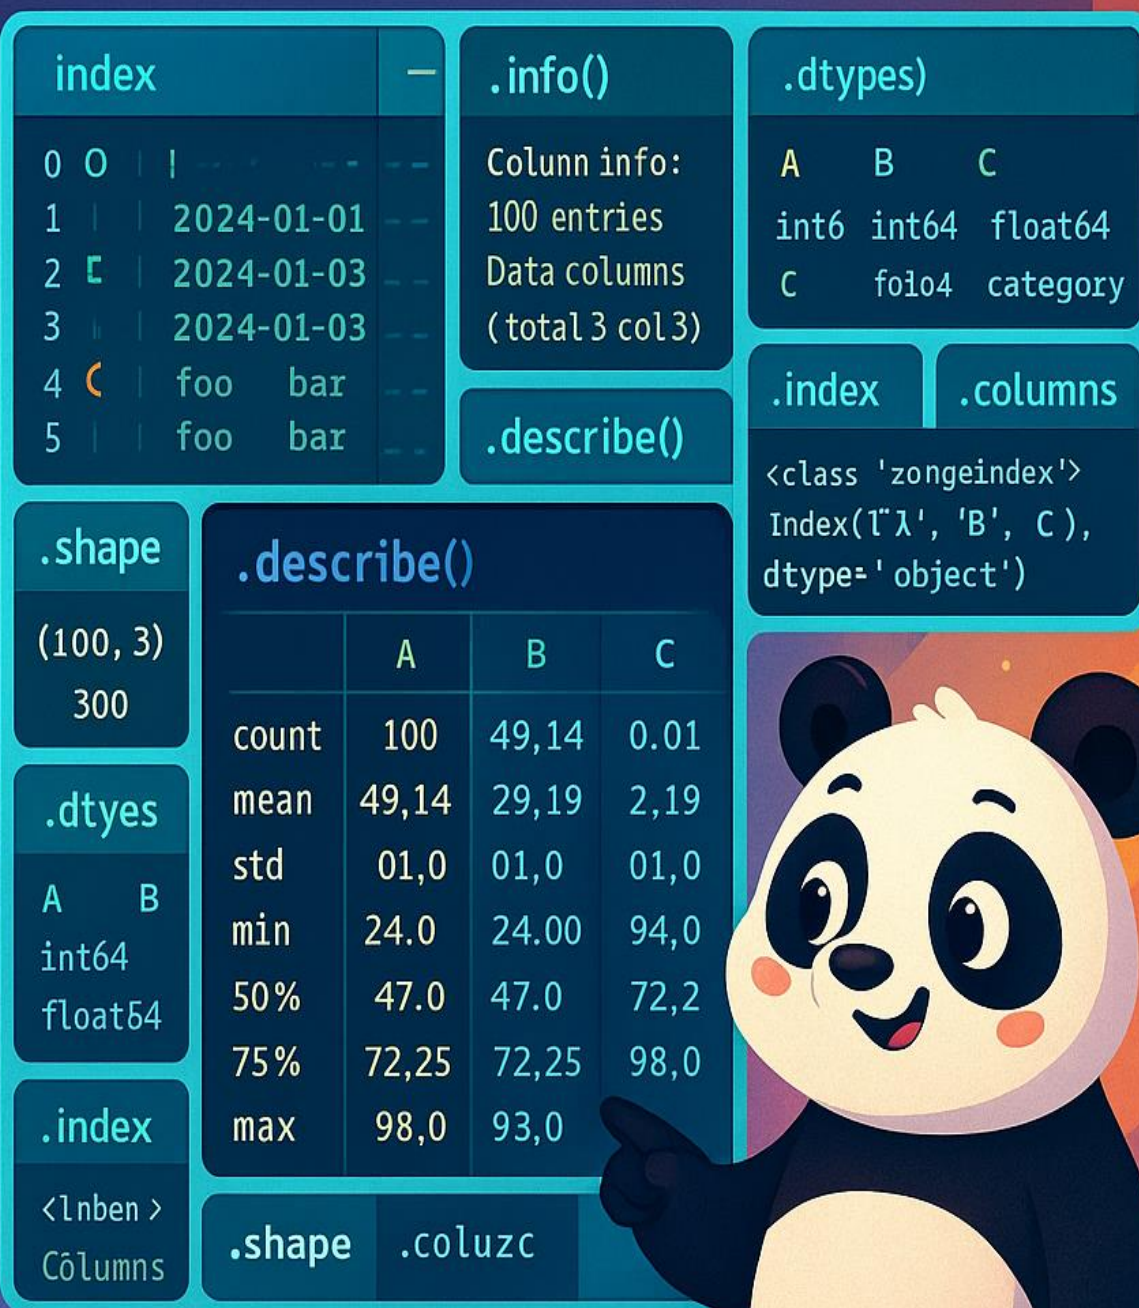 index
0
1 2024-01-01
2 2024-01-03
3 2024-01-03
4 foo bar
5 foo bar
.info()
Colunn info:
100 entries
Data columns
(total 3 col3)
.describe()
.dtypes)
A B C
int6 int64 float64
C foio4 category
.index .columns
<class 'zongeindex'>
'B', C ),
dtype=' object')
.shape
(100, 3)
300
.dtyes
A B
int64
float64
.index
<lnben >
Cōlumns
.describe()
A B C
count 100 49,14 0.01
mean 49,14 29,19 2,19
std 01,0 01,0 01,0
min 24.0 24.00 94,0
50% 47.0 47.0 72,2
75% 72,25 72,25 98,0
max 98,0 93,0
.shape .coluzc